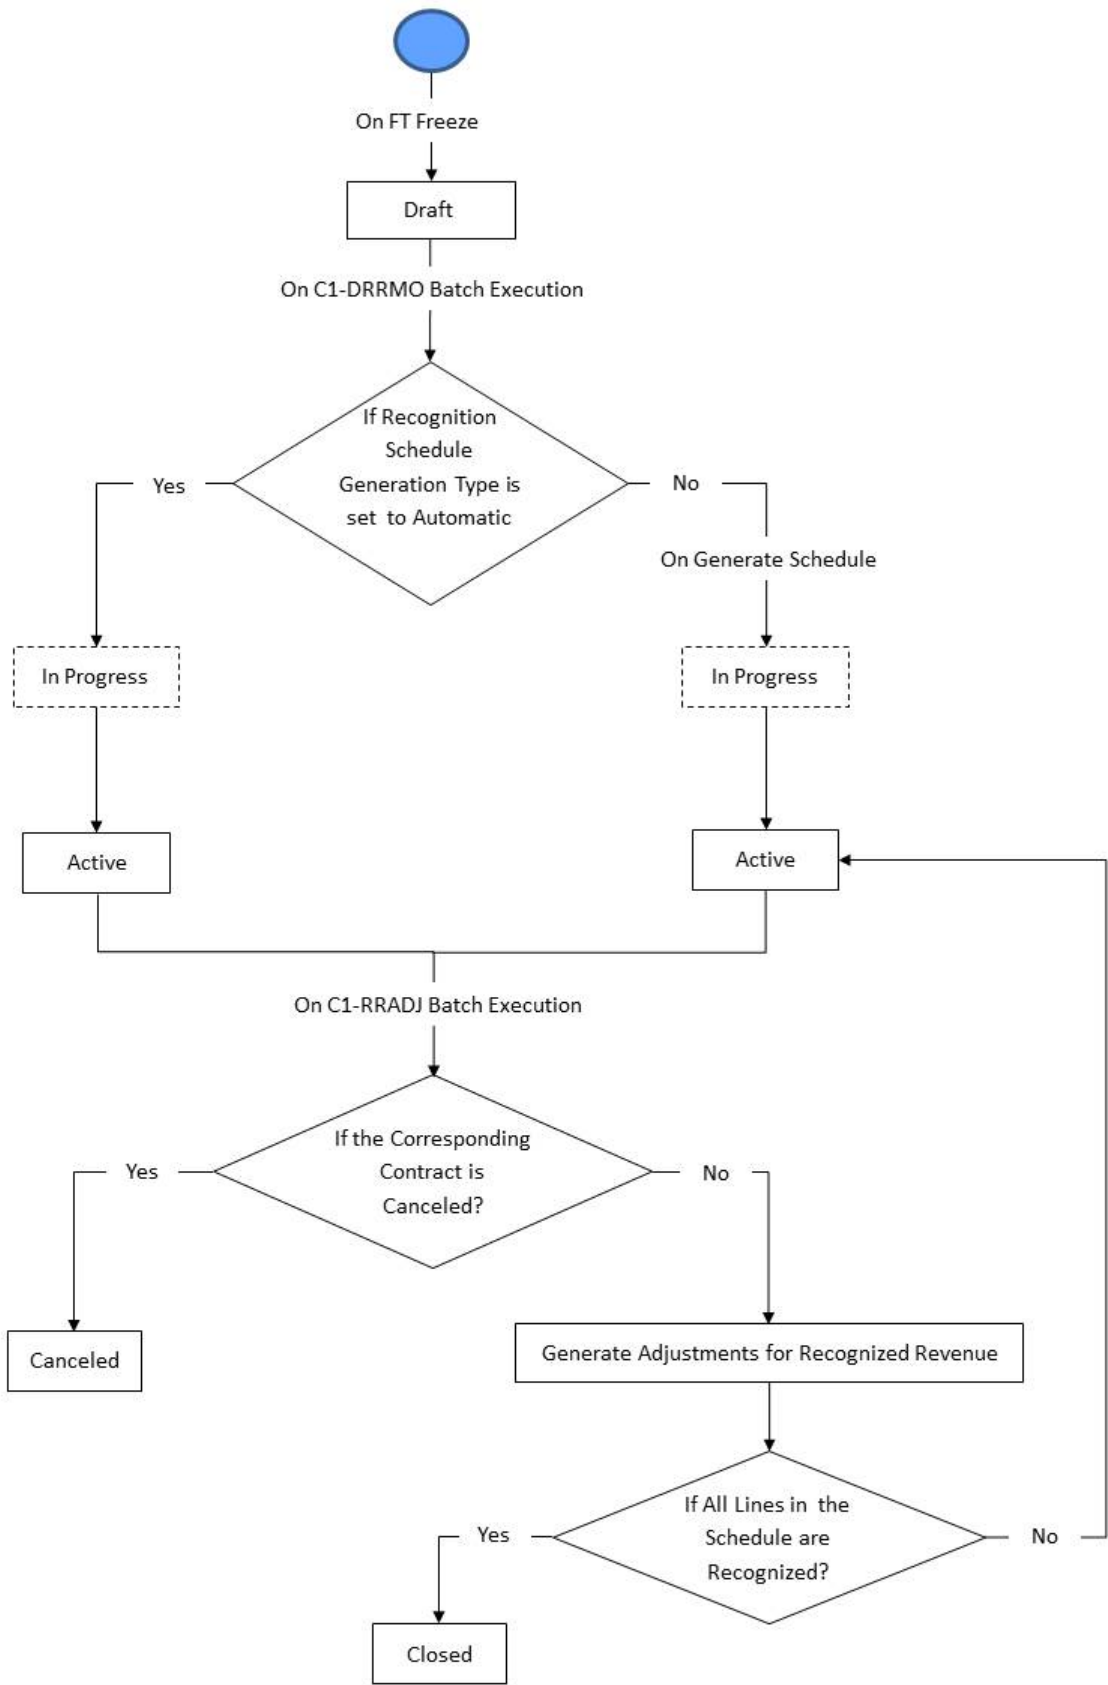 On FT Freeze
Draft
On C1-DRRMO Batch Execution
If Recognition
Schedule
Generation Type is
set to Automatic
Yes
No
On Generate Schedule
In Progress
In Progress
Active
Active
On C1-RRADJ Batch Execution
If the Corresponding
Contract is
Canceled?
Yes
No
Canceled
Generate Adjustments for Recognized Revenue
If All Lines in the
Schedule are
Recognized?
Yes
No
Closed